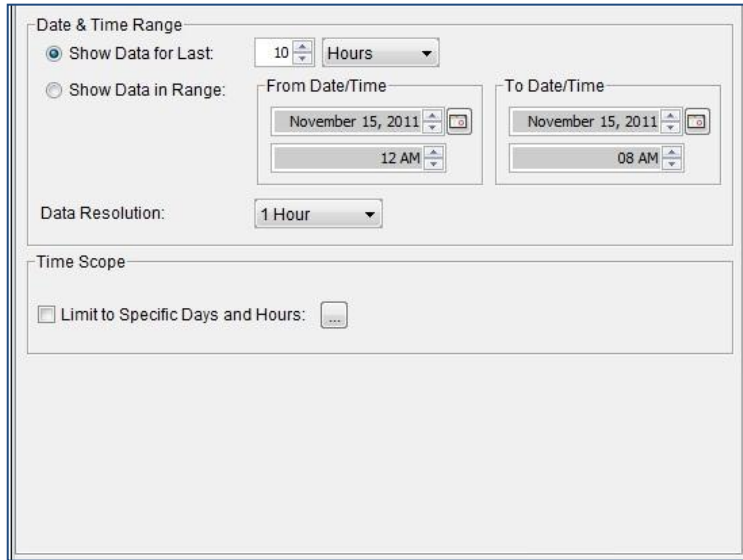 Date & Time Range
Show Data for Last: 10 Hours
Show Data in Range:
From Date/Time
To Date/Time
November 15, 2011
November 15, 2011
12 AM
08 AM
Data Resolution: 1 Hour
Time Scope
Limit to Specific Days and Hours: ...